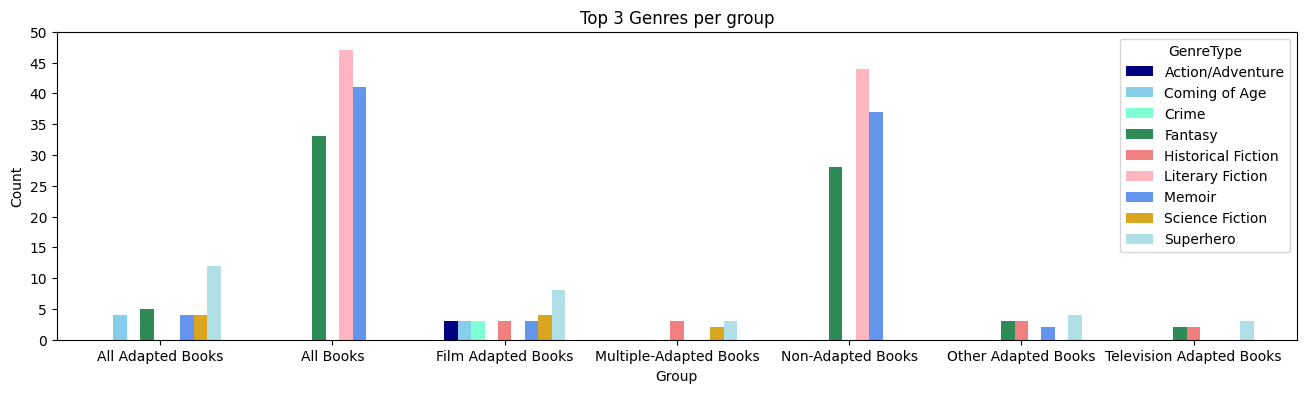 Top 3 Genres per group
50
45
40
35
30
25
20
15
10
5
0
Count
GenreType
Action/Adventure
Coming of Age
Crime
Fantasy
Historical Fiction
Literary Fiction
Memoir
Science Fiction
Superhero
All Adapted Books
All Books
Film Adapted Books
Multiple-Adapted Books
Non-Adapted Books
Other Adapted Books
Television Adapted Books
Group